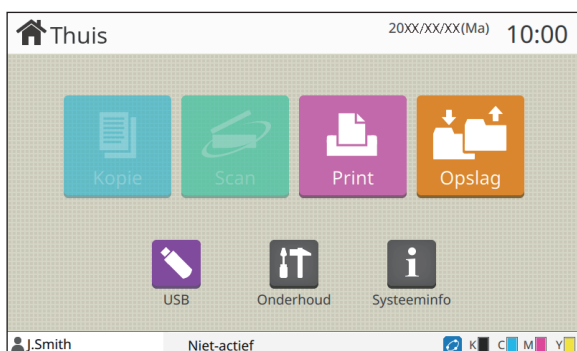 Thuis 20XX/XX/XX(Ma) 10:00
Kopie Scan Print Opslag
USB Onderhoud Systeeminfo
J.Smith Niet-actief K C M Y